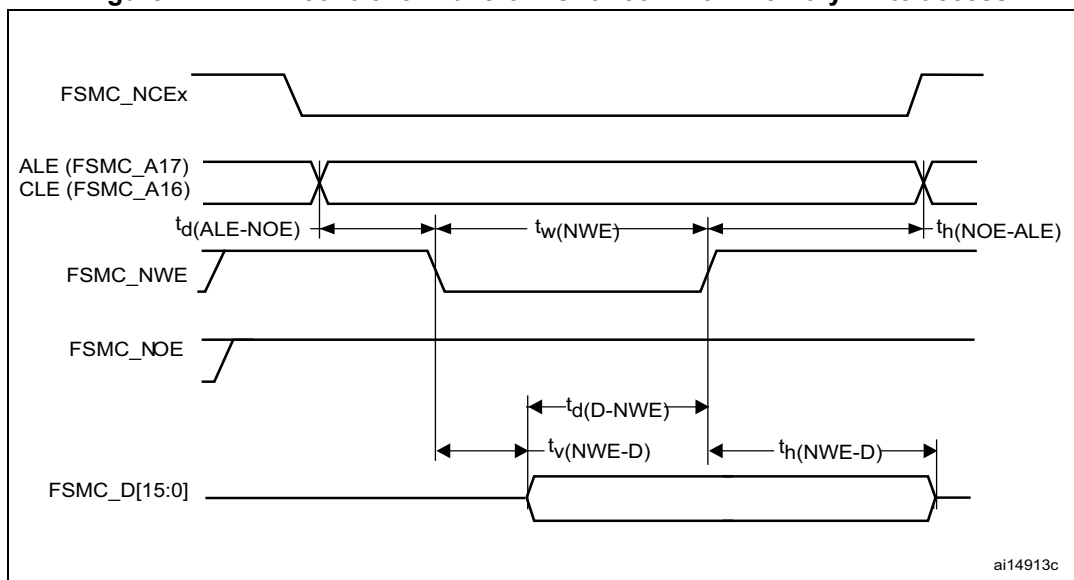 FSMC_NCEx
ALE (FSMC_A17)
CLE (FSMC_A16)
td(ALE-NOE)
tw(NWE)
th(NOE-ALE)
FSMC_NWE
FSMC_NOE
td(D-NWE)
tv(NWE-D)
th(NWE-D)
FSMC_D[15:0]
ai14913c